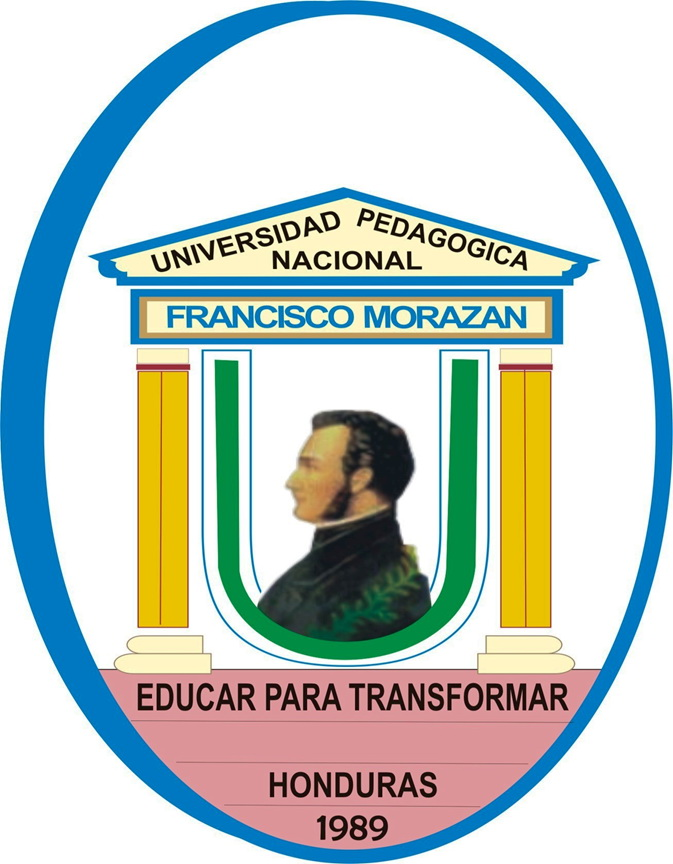 UNIVERSIDAD PEDAGOGICA
NACIONAL
FRANCISCO MORAZAN
EDUCAR PARA TRANSFORMAR
HONDURAS
1989